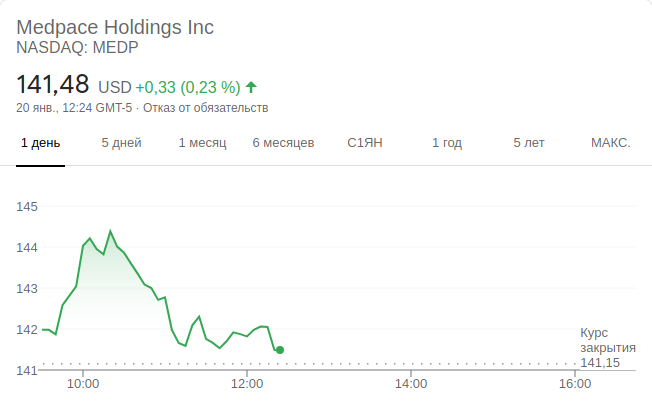 Medpace Holdings Inc
NASDAQ: MEDP
141,48 USD +0,33 (0,23 %)
20 янв., 12:24 GMT-5 · Отказ от обязательств
1 день 5 дней 1 месяц 6 месяцев С1ЯН 1 год 5 лет МАКС.
145
144
143
142
141
Курс
закрытия
141,15
10:00 12:00 14:00 16:00